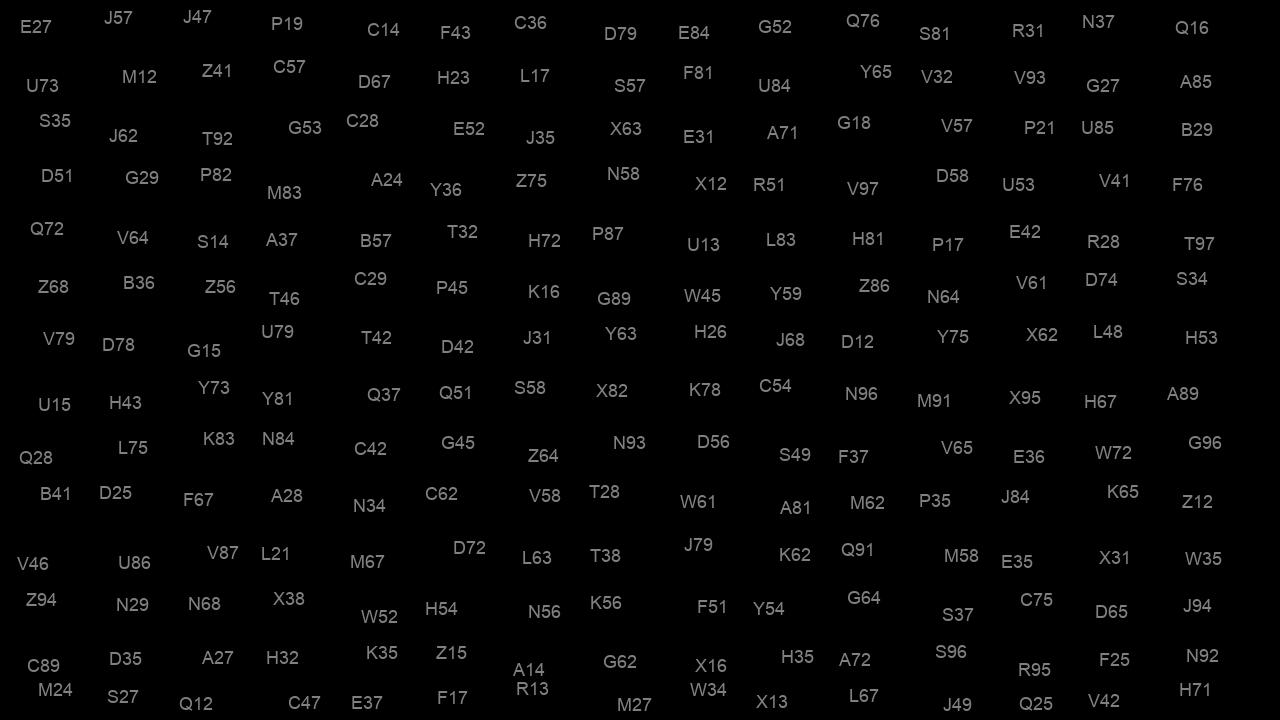 E27 J57 J47 P19 C14 F43 C36 D79 E84 G52 Q76 S81 R31 N37 Q16
U73 M12 Z41 C57 D67 H23 L17 S57 F81 U84 Y65 V32 V93 G27 A85
S35 J62 T92 G53 C28 E52 J35 X63 E31 A71 G18 V57 P21 U85 B29
D51 G29 P82 M83 A24 Y36 Z75 N58 X12 R51 V97 D58 U53 V41 F76
Q72 V64 S14 A37 B57 T32 H72 P87 U13 L83 H81 P17 E42 R28 T97
Z68 B36 Z56 T46 C29 P45 K16 G89 W45 Y59 Z86 N64 V61 D74 S34
V79 D78 G15 U79 T42 D42 J31 Y63 H26 J68 D12 Y75 X62 L48 H53
U15 H43 Y73 Y81 Q37 Q51 S58 X82 K78 C54 N96 M91 X95 H67 A89
Q28 L75 K83 N84 C42 G45 Z64 N93 D56 S49 F37 V65 E36 W72 G96
B41 D25 F67 A28 N34 C62 V58 T28 W61 A81 M62 P35 J84 K65 Z12
V46 U86 V87 L21 M67 D72 L63 T38 J79 K62 Q91 M58 E35 X31 W35
Z94 N29 N68 X38 W52 H54 N56 K56 F51 Y54 G64 S37 C75 D65 J94
C89 D35 A27 H32 K35 Z15 A14 G62 X16 H35 A72 S96 R95 F25 N92
M24 S27 Q12 C47 E37 F17 R13 M27 W34 X13 L67 J49 Q25 V42 H71